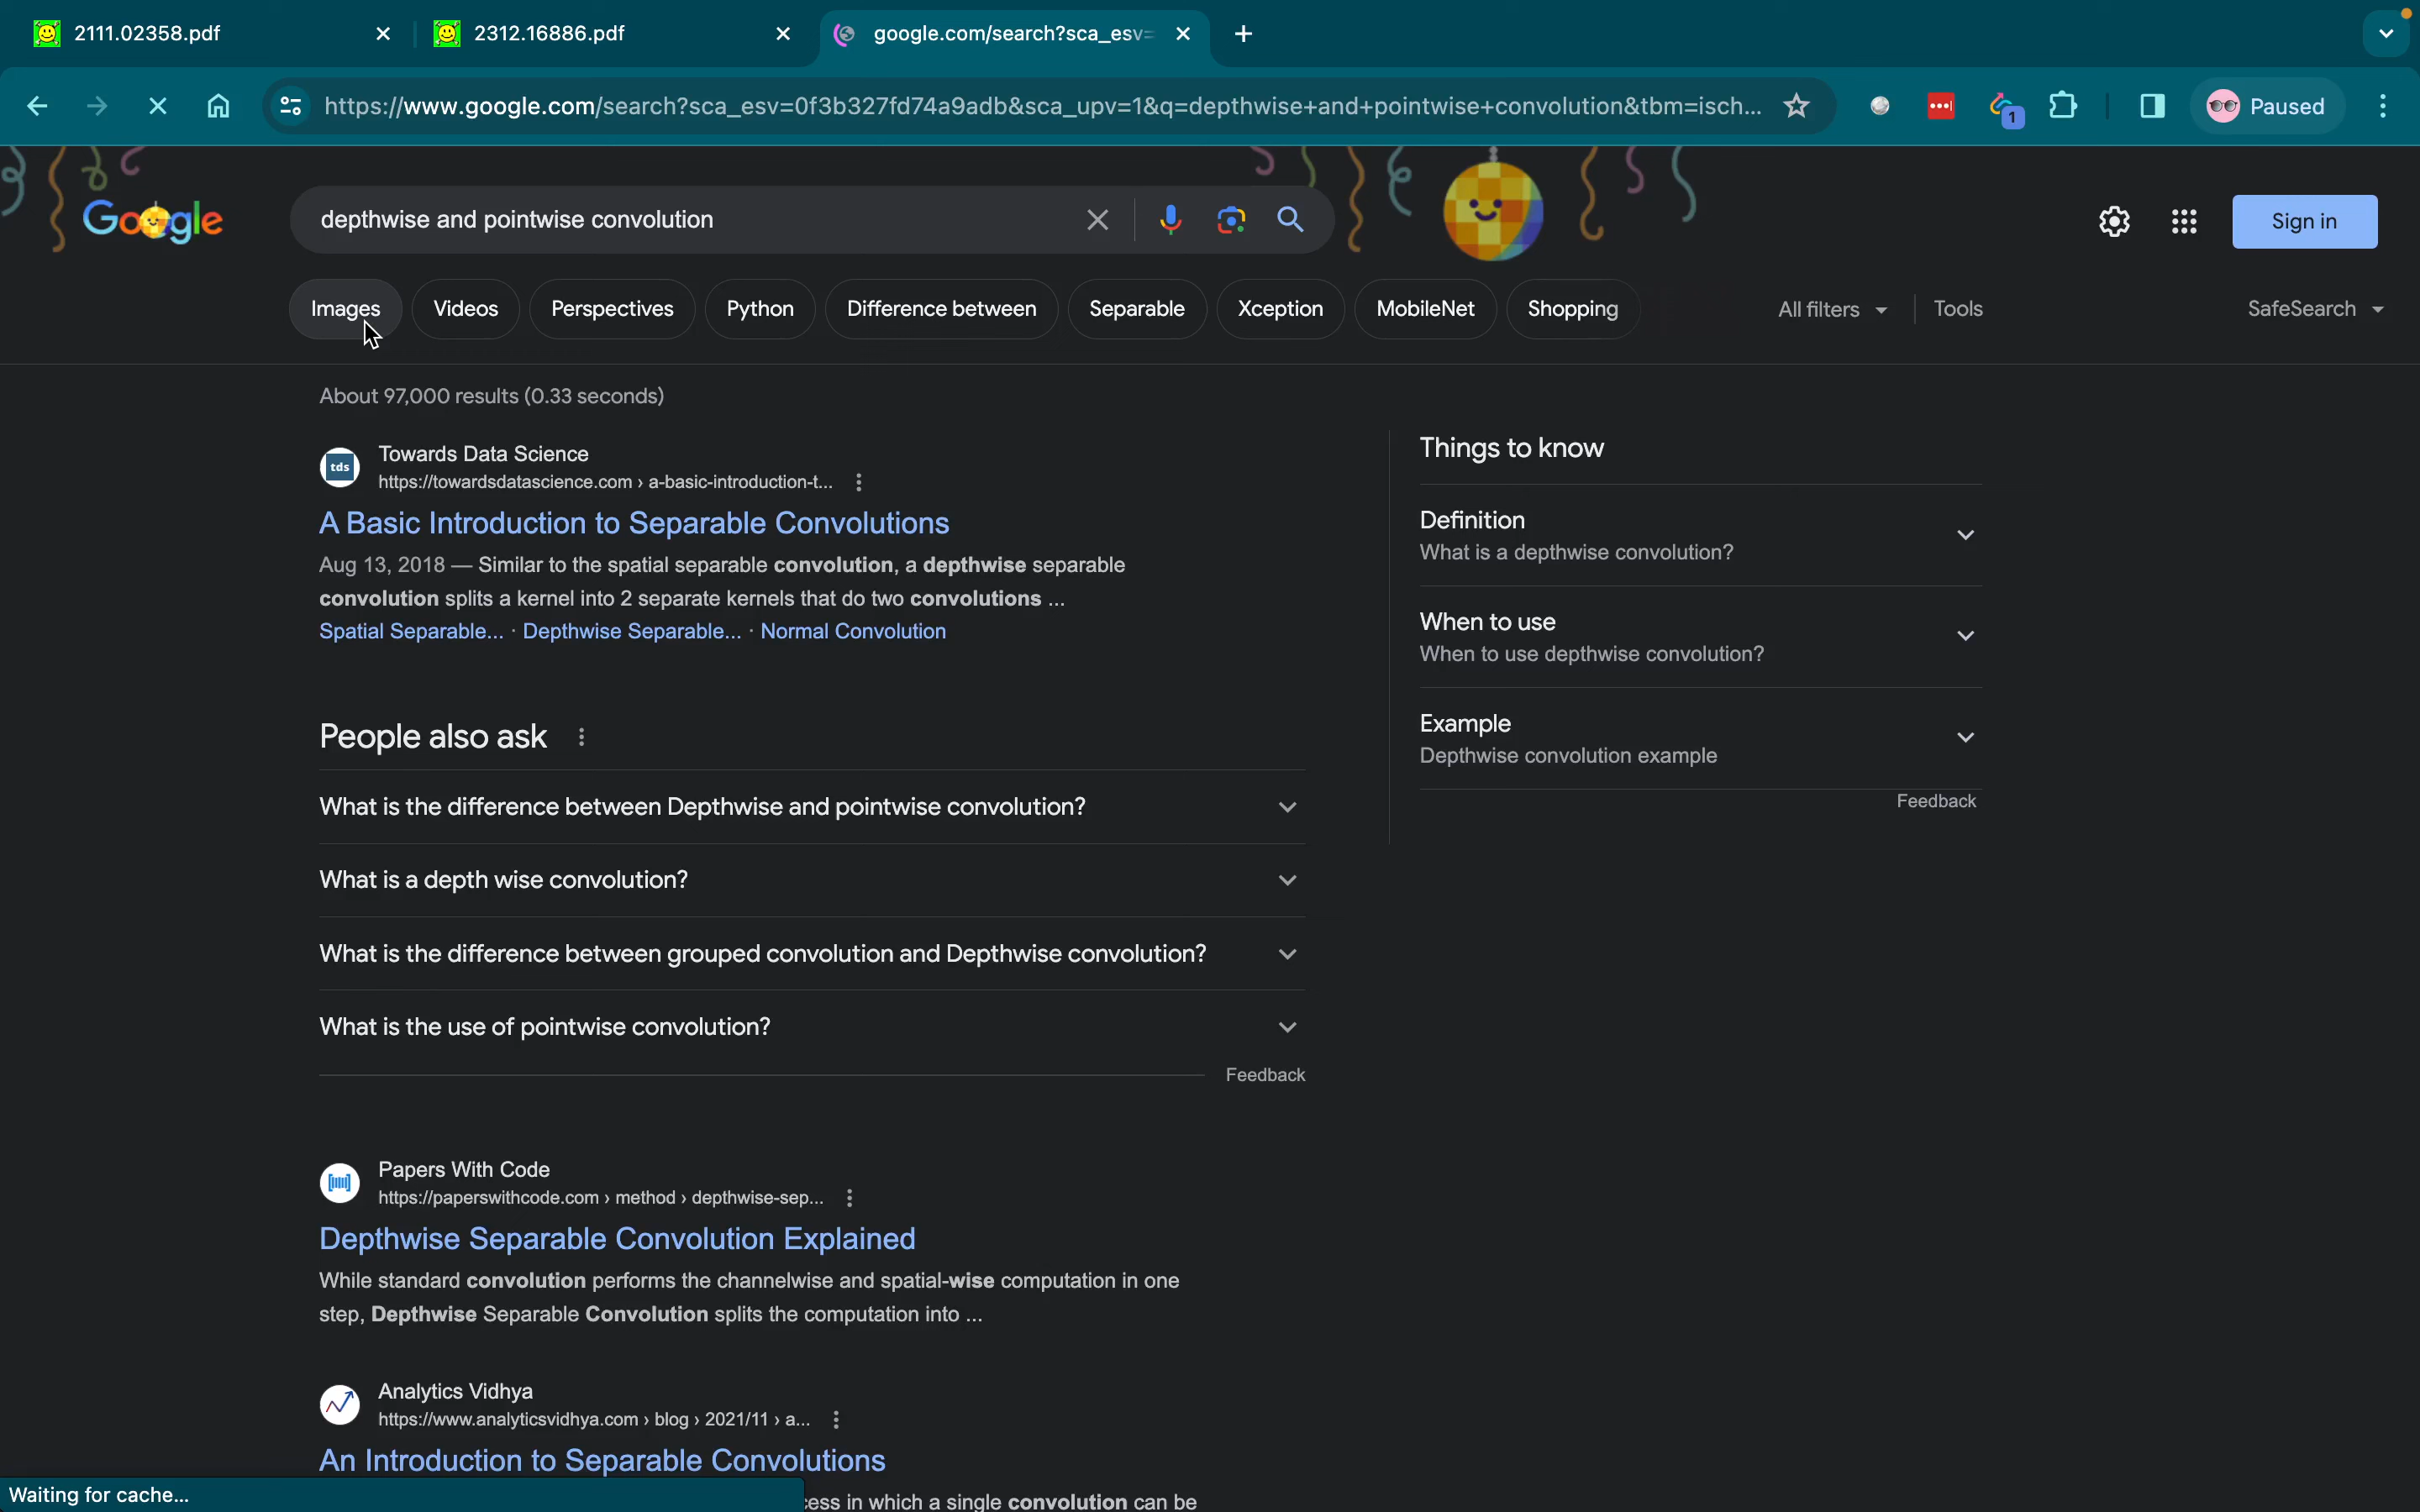 2111.02358.pdf
2312.16886.pdf
google.com/search?sca_esv=
https://www.google.com/search?sca_esv=0f3b327fd74a9adb&sca_upv=1&q=depthwise+and+pointwise+convolution&tbm=isch...
1
Paused
Google
depthwise and pointwise convolution
Sign in
Images
Videos
Perspectives
Python
Difference between
Separable
Xception
MobileNet
Shopping
All filters
Tools
SafeSearch
About 97,000 results (0.33 seconds)
tds
Towards Data Science
https://towardsdatascience.com › a-basic-introduction-t...
A Basic Introduction to Separable Convolutions
Aug 13, 2018 — Similar to the spatial separable convolution, a depthwise separable
convolution splits a kernel into 2 separate kernels that do two convolutions ...
Spatial Separable... · Depthwise Separable... · Normal Convolution
People also ask
What is the difference between Depthwise and pointwise convolution?
What is a depth wise convolution?
What is the difference between grouped convolution and Depthwise convolution?
What is the use of pointwise convolution?
Feedback
Papers With Code
https://paperswithcode.com › method › depthwise-sep...
Depthwise Separable Convolution Explained
While standard convolution performs the channelwise and spatial-wise computation in one
step, Depthwise Separable Convolution splits the computation into ...
Analytics Vidhya
https://www.analyticsvidhya.com › blog › 2021/11 › a...
An Introduction to Separable Convolutions
cess in which a single convolution can be
Things to know
Definition
What is a depthwise convolution?
When to use
When to use depthwise convolution?
Example
Depthwise convolution example
Feedback
Waiting for cache...